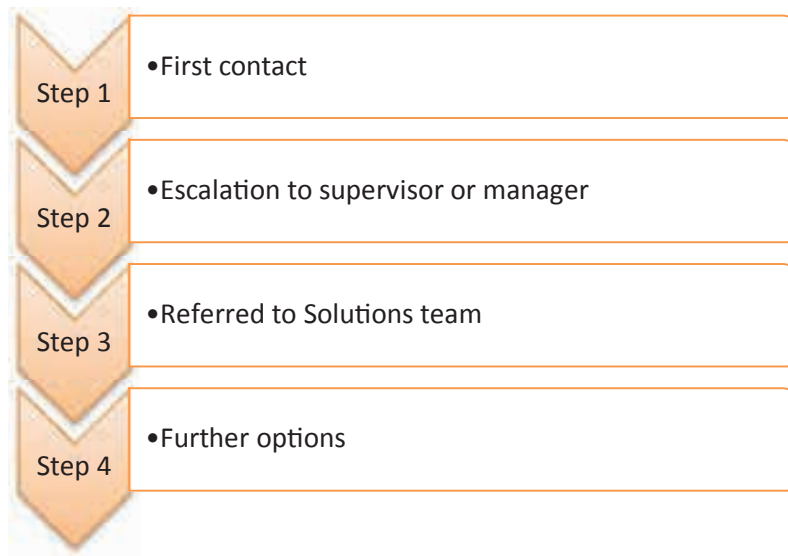 Step 1
•First contact
Step 2
•Escalation to supervisor or manager
Step 3
•Referred to Solutions team
Step 4
•Further options